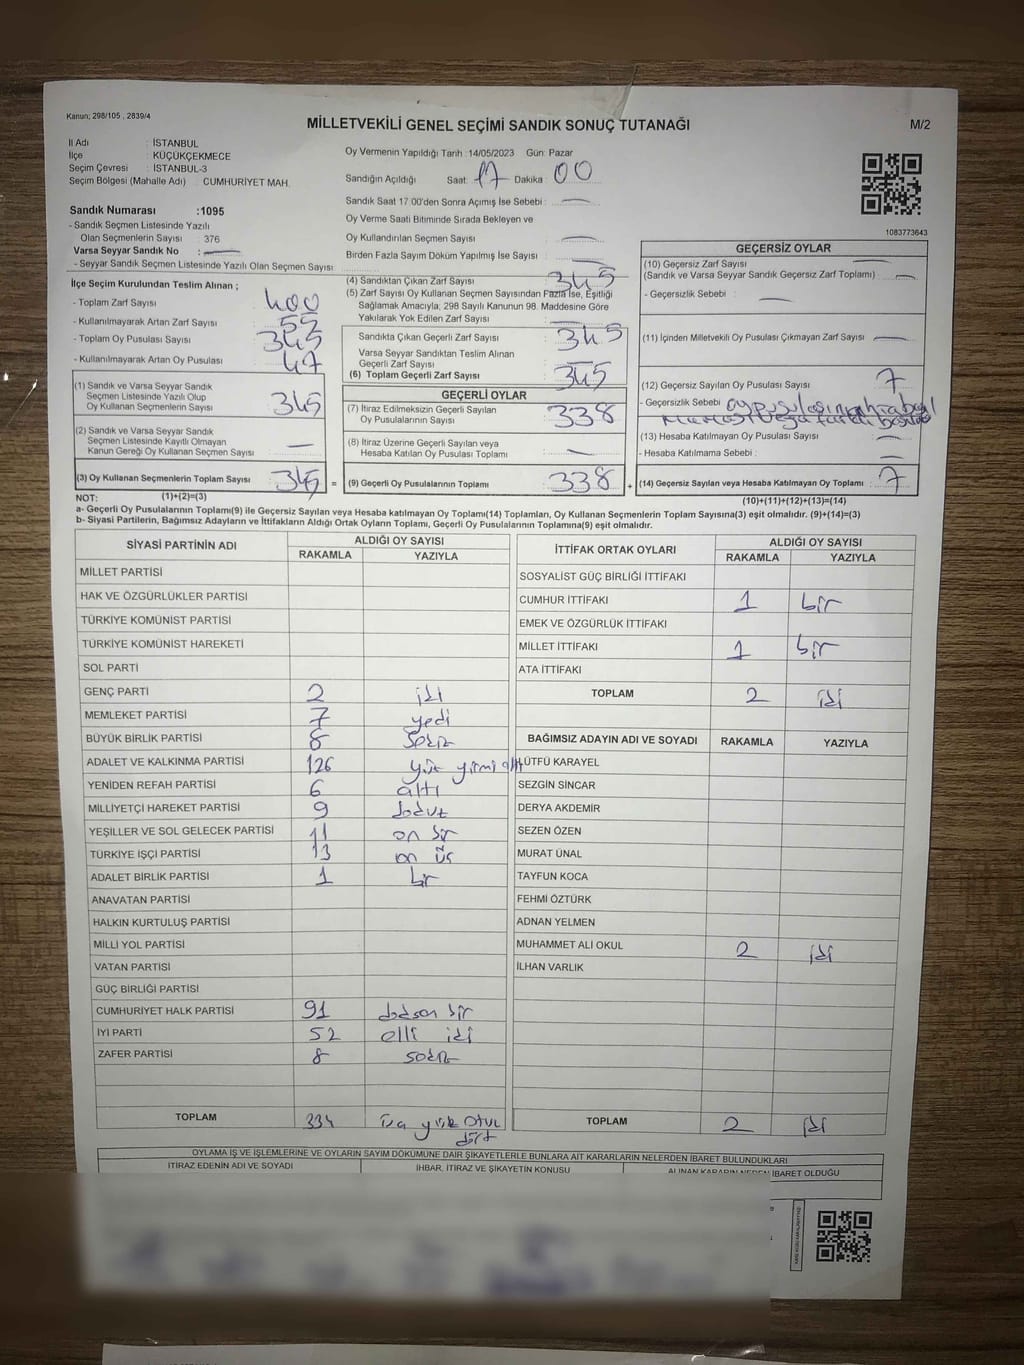 Kanun; 298/105 , 2839/4
MİLLETVEKİLİ GENEL SEÇİMİ SANDIK SONUÇ TUTANAĞI
M/2
İl Adı : İSTANBUL
İlçe : KÜÇÜKÇEKMECE
Seçim Çevresi : İSTANBUL-3
Seçim Bölgesi (Mahalle Adı) CUMHURİYET MAH.
Sandık Numarası :1095
- Sandık Seçmen Listesinde Yazılı
Olan Seçmenlerin Sayısı : 376
Varsa Seyyar Sandık No : —
- Seyyar Sandık Seçmen Listesinde Yazılı Olan Seçmen Sayısı
Oy Vermenin Yapıldığı Tarih :14/05/2023 Gün: Pazar
Sandığın Açıldığı Saat: 17 Dakika : 00
Sandık Saat 17.00'den Sonra Açımış İse Sebebi : —
Oy Verme Saati Bitiminde Sırada Bekleyen ve
Oy Kullandırılan Seçmen Sayısı : —
Birden Fazla Sayım Döküm Yapılmış İse Sayısı : —
1083773643
İlçe Seçim Kurulundan Teslim Alınan ;
- Toplam Zarf Sayısı : 400
- Kullanılmayarak Artan Zarf Sayısı : 55
- Toplam Oy Pusulası Sayısı : 345
- Kullanılmayarak Artan Oy Pusulası : 47
(4) Sandıktan Çıkan Zarf Sayısı : 345
(5) Zarf Sayısı Oy Kullanan Seçmen Sayısından Fazla İse, Eşitliği
Sağlamak Amacıyla; 298 Sayılı Kanunun 98. Maddesine Göre
Yakılarak Yok Edilen Zarf Sayısı : —
Sandıkta Çıkan Geçerli Zarf Sayısı : 345
Varsa Seyyar Sandıktan Teslim Alınan
Geçerli Zarf Sayısı : —
(6) Toplam Geçerli Zarf Sayısı : 345
GEÇERSİZ OYLAR
(10) Geçersiz Zarf Sayısı
(Sandık ve Varsa Seyyar Sandık Geçersiz Zarf Toplamı) : —
- Geçersizlik Sebebi : —
(11) İçinden Milletvekili Oy Pusulası Çıkmayan Zarf Sayısı : —
(12) Geçersiz Sayılan Oy Pusulası Sayısı : 7
- Geçersizlik Sebebi :
(13) Hesaba Katılmayan Oy Pusulası Sayısı : —
- Hesaba Katılmama Sebebi : —
(14) Geçersiz Sayılan veya Hesaba Katılmayan Oy Toplamı : 7
(10)+(11)+(12)+(13)=(14)
(1) Sandık ve Varsa Seyyar Sandık
Seçmen Listesinde Yazılı Olup
Oy Kullanan Seçmenlerin Sayısı : 345
(2) Sandık ve Varsa Seyyar Sandık
Seçmen Listesinde Kayıtlı Olmayan
Kanun Gereği Oy Kullanan Seçmen Sayısı : —
(3) Oy Kullanan Seçmenlerin Toplam Sayısı : 345 =
(1)+(2)=(3)
GEÇERLİ OYLAR
(7) İtiraz Edilmeksizin Geçerli Sayılan
Oy Pusulalarının Sayısı : 338
(8) İtiraz Üzerine Geçerli Sayılan veya
Hesaba Katılan Oy Pusulası Toplamı : —
(9) Geçerli Oy Pusulalarının Toplamı : 338 +
NOT:
a- Geçerli Oy Pusulalarının Toplamı(9) ile Geçersiz Sayılan veya Hesaba Katılmayan Oy Toplamı(14) Toplamları, Oy Kullanan Seçmenlerin Toplam Sayısına(3) eşit olmalıdır. (9)+(14)=(3)
b- Siyasi Partilerin, Bağımsız Adayların ve İttifakların Aldığı Ortak Oyların Toplamı, Geçerli Oy Pusulalarının Toplamına(9) eşit olmalıdır.
SİYASİ PARTİNİN ADI ALDIĞI OY SAYISI
RAKAMLA YAZIYLA
MİLLET PARTİSİ
HAK VE ÖZGÜRLÜKLER PARTİSİ
TÜRKİYE KOMÜNİST PARTİSİ
TÜRKİYE KOMÜNİST HAREKETİ
SOL PARTİ
GENÇ PARTİ 2 iki
MEMLEKET PARTİSİ 7 yedi
BÜYÜK BİRLİK PARTİSİ 8 sekiz
ADALET VE KALKINMA PARTİSİ 126 yüz yirmi altı
YENİDEN REFAH PARTİSİ 6 altı
MİLLİYETÇİ HAREKET PARTİSİ 9 dokuz
YEŞİLLER VE SOL GELECEK PARTİSİ 11 on bir
TÜRKİYE İŞÇİ PARTİSİ 13 on üç
ADALET BİRLİK PARTİSİ 1 bir
ANAVATAN PARTİSİ
HALKIN KURTULUŞ PARTİSİ
MİLLİ YOL PARTİSİ
VATAN PARTİSİ
GÜÇ BİRLİĞİ PARTİSİ
CUMHURİYET HALK PARTİSİ 91 doksan bir
İYİ PARTİ 52 elli iki
ZAFER PARTİSİ 8 sekiz
TOPLAM 334 üç yüz otuz
dört
İTTİFAK ORTAK OYLARI ALDIĞI OY SAYISI
RAKAMLA YAZIYLA
SOSYALİST GÜÇ BİRLİĞİ İTTİFAKI
CUMHUR İTTİFAKI 1 bir
EMEK VE ÖZGÜRLÜK İTTİFAKI
MİLLET İTTİFAKI 1 bir
ATA İTTİFAKI
TOPLAM 2 iki
BAĞIMSIZ ADAYIN ADI VE SOYADI RAKAMLA YAZIYLA
LÜTFÜ KARAYEL
SEZGİN SİNCAR
DERYA AKDEMİR
SEZEN ÖZEN
MURAT ÜNAL
TAYFUN KOCA
FEHMİ ÖZTÜRK
ADNAN YELMEN
MUHAMMET ALİ OKUL 2 iki
İLHAN VARLIK
TOPLAM 2 iki
OYLAMA İŞ VE İŞLEMLERİNE VE OYLARIN SAYIM DÖKÜMÜNE DAİR ŞİKAYETLERLE BUNLARA AİT KARARLARIN NELERDEN İBARET BULUNDUKLARI
İTİRAZ EDENİN ADI VE SOYADI İHBAR, İTİRAZ VE ŞİKAYETİN KONUSU ALINAN KARARIN NEDEN İBARET OLDUĞU